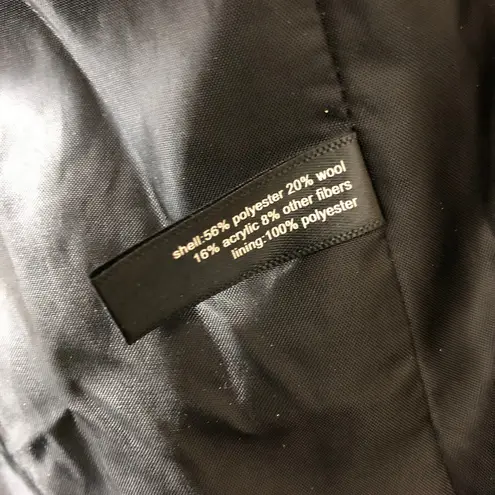 shell:56% polyester 20% wool
16% acrylic 8% other fibers
lining:100% polyester